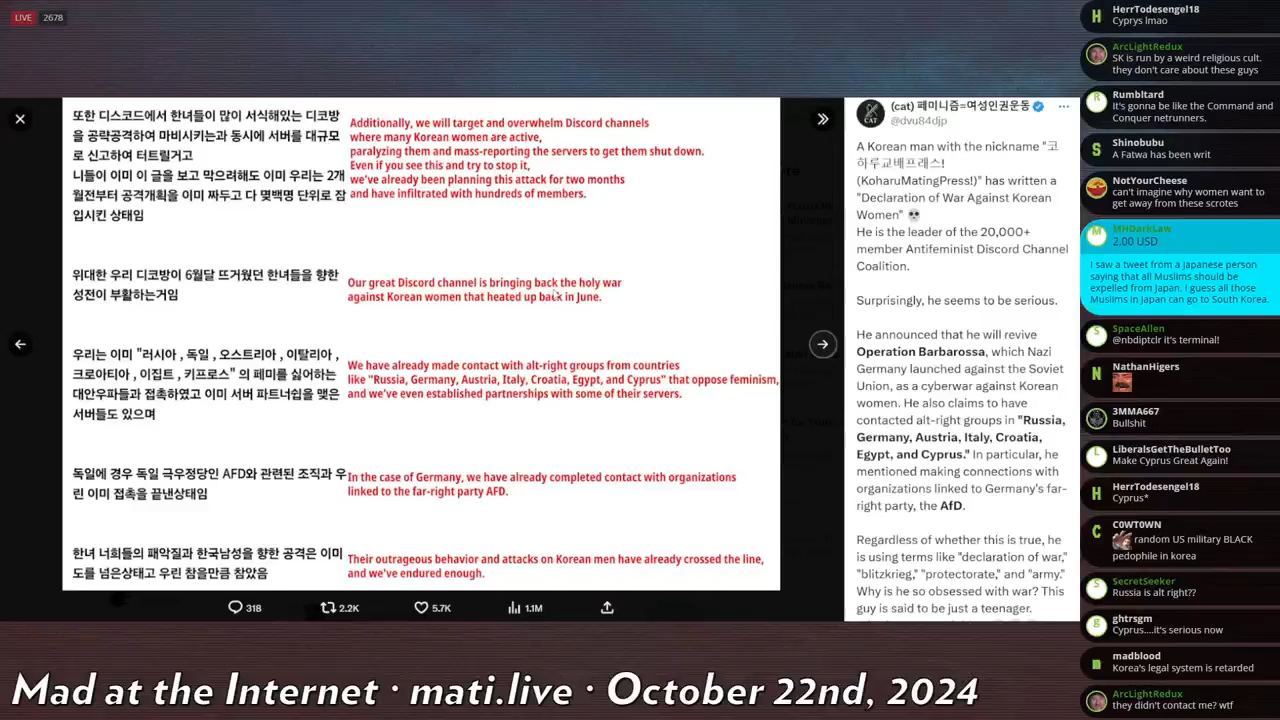 LIVE 2678
또한 디스코드에서 한녀들이 많이 서식해있는 디코방
을 공략공격하여 마비시키는과 동시에 서버를 대규모
로 신고하여 터트릴거고
니들이 이미 이 글을 보고 막으려해도 이미 우리는 2개
월전부터 공격개획을 이미 짜두고 다 몇백명 단위로 잠
입시킨 상태임
Additionally, we will target and overwhelm Discord channels
where many Korean women are active,
paralyzing them and mass-reporting the servers to get them shut down.
Even if you see this and try to stop it,
we've already been planning this attack for two months
and have infiltrated with hundreds of members.
위대한 우리 디코방이 6월달 뜨거웠던 한녀들을 향한
성전이 부활하는거임
Our great Discord channel is bringing back the holy war
against Korean women that heated up back in June.
우리는 이미 "러시아 , 독일 , 오스트리아 , 이탈리아 ,
크로아티아 , 이집트 , 키프로스" 의 페미를 싫어하는
대안우파들과 접촉하였고 이미 서버 파트너쉽을 맺은
서버들도 있으며
We have already made contact with alt-right groups from countries
like "Russia, Germany, Austria, Italy, Croatia, Egypt, and Cyprus" that oppose feminism,
and we've even established partnerships with some of their servers.
독일에 경우 독일 극우정당인 AFD와 관련된 조직과 우
린 이미 접촉을 끝낸상태임
In the case of Germany, we have already completed contact with organizations
linked to the far-right party AFD.
한녀 너희들의 패악질과 한국남성을 향한 공격은 이미
도를 넘은상태고 우린 참을만큼 참았음
Their outrageous behavior and attacks on Korean men have already crossed the line,
and we've endured enough.
318 2.2K 5.7K 1.1M
CAT
(cat) 페미니즘=여성인권운동
@dvu84djp
A Korean man with the nickname "코
하루교배프레스!
(KoharuMatingPress!)" has written a
"Declaration of War Against Korean
Women" 💀
He is the leader of the 20,000+
member Antifeminist Discord Channel
Coalition.
Surprisingly, he seems to be serious.
He announced that he will revive
Operation Barbarossa, which Nazi
Germany launched against the Soviet
Union, as a cyberwar against Korean
women. He also claims to have
contacted alt-right groups in "Russia,
Germany, Austria, Italy, Croatia,
Egypt, and Cyprus." In particular, he
mentioned making connections with
organizations linked to Germany's far-
right party, the AfD.
Regardless of whether this is true, he
is using terms like "declaration of war,"
"blitzkrieg," "protectorate," and "army."
Why is he so obsessed with war? This
guy is said to be just a teenager.
H HerrTodesengel18
Cyprys lmao
ArcLightRedux
SK is run by a weird religious cult.
they don't care about these guys
R Rumbltard
It's gonna be like the Command and
Conquer netrunners.
S Shinobubu
A Fatwa has been writ
NotYourCheese
can't imagine why women want to
get away from these scrotes
M MHDarkLaw
2.00 USD
I saw a tweet from a Japanese person
saying that all Muslims should be
expelled from Japan. I guess all those
Muslims in Japan can go to South Korea.
S SpaceAllen
@nbdiptclr it's terminal!
N NathanHigers
3MMA667
Bullshit
L LiberalsGetTheBulletToo
Make Cyprus Great Again!
H HerrTodesengel18
Cyprus*
C C0WT0WN
random US military BLACK
pedophile in korea
S SecretSeeker
Russia is alt right??
g ghtrsgm
Cyprus....it's serious now
m madblood
Korea's legal system is retarded
ArcLightRedux
they didn't contact me? wtf
Mad at the Internet · mati.live · October 22nd, 2024